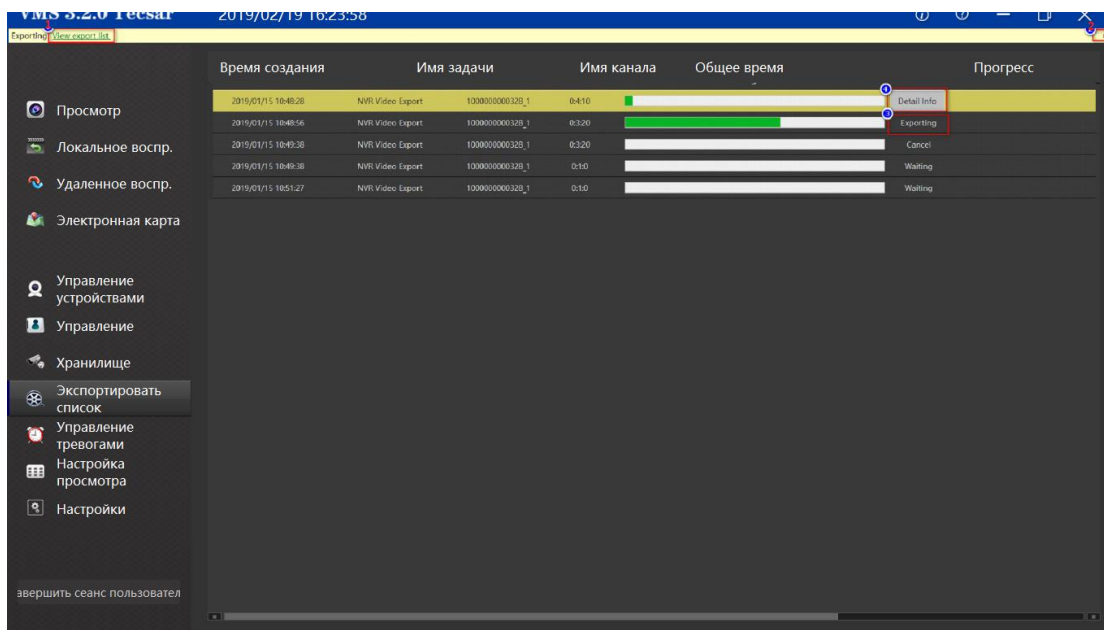 VMS 3.2.0 Tecsar 2019/02/19 16:23:58
1 2
Exporting View export list
Время создания Имя задачи Имя канала Общее время Прогресс
2019/01/15 10:48:28 NVR Video Export 1000000000328_1 0:4:10 4 Detail Info
2019/01/15 10:48:56 NVR Video Export 1000000000328_1 0:3:20 3 Exporting
2019/01/15 10:49:38 NVR Video Export 1000000000328_1 0:3:20 Cancel
2019/01/15 10:49:38 NVR Video Export 1000000000328_1 0:1:0 Waiting
2019/01/15 10:51:27 NVR Video Export 1000000000328_1 0:1:0 Waiting
Просмотр
Локальное воспр.
Удаленное воспр.
Электронная карта
Управление
устройствами
Управление
Хранилище
Экспортировать
список
Управление
тревогами
Настройка
просмотра
Настройки
авершить сеанс пользовател